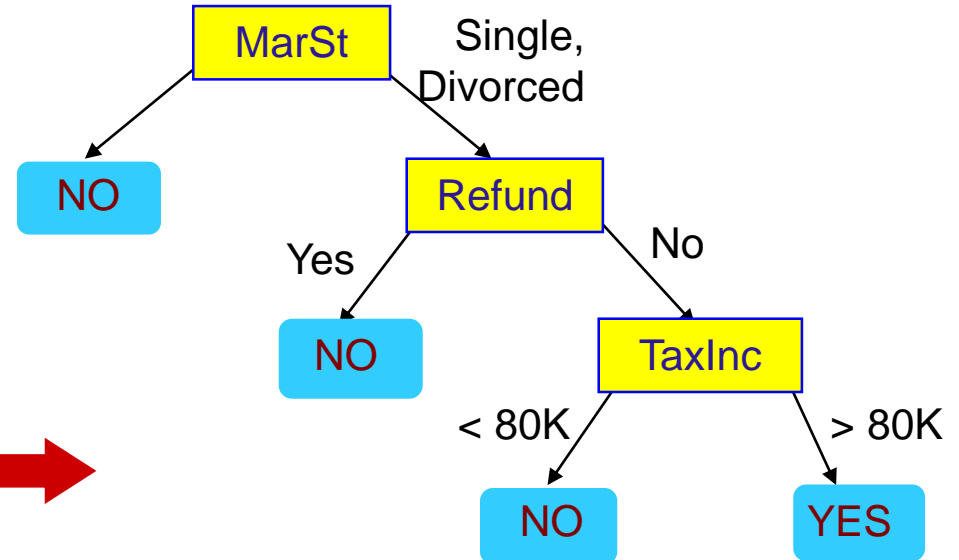 MarSt
Single,
Divorced
NO
Refund
Yes
No
NO
TaxInc
< 80K
> 80K
NO
YES